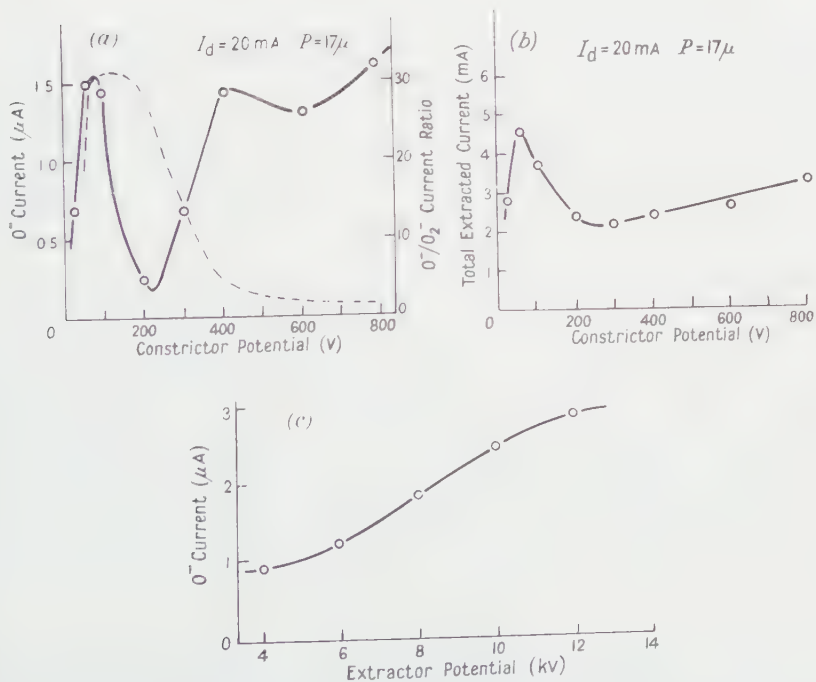 (a)
I_d = 20 mA P = 17μ
O⁻ Current (μA)
1.5
1.0
0.5
0
200
400
600
800
Constrictor Potential (V)
30
20
10
0
O⁻/O₂⁻ Current Ratio
(b)
I_d = 20 mA P = 17μ
Total Extracted Current (mA)
6
5
4
3
2
1
0
0
200
400
600
800
Constrictor Potential (V)
(c)
O⁻ Current (μA)
3
2
1
0
4
6
8
10
12
14
Extractor Potential (kV)